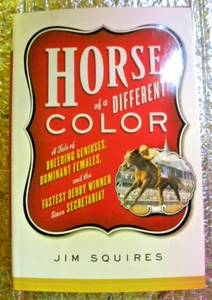 HORSE
of a DIFFERENT
COLOR
A Tale of
BREEDING GENIUSES,
DOMINANT FEMALES,
and the
FASTEST DERBY WINNER
Since SECRETARIAT
JIM SQUIRES